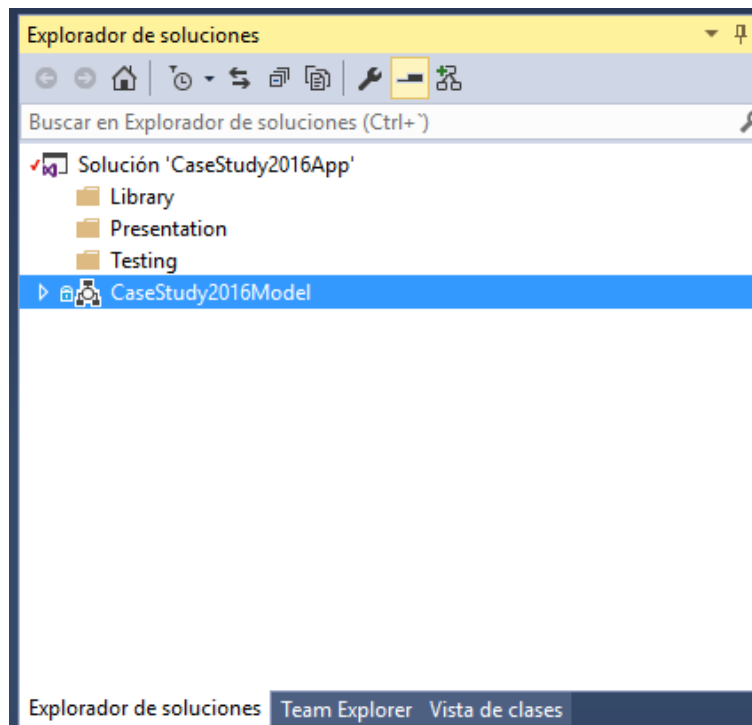 Explorador de soluciones
Buscar en Explorador de soluciones (Ctrl+`)
Solución 'CaseStudy2016App'
Library
Presentation
Testing
CaseStudy2016Model
Explorador de soluciones Team Explorer Vista de clases